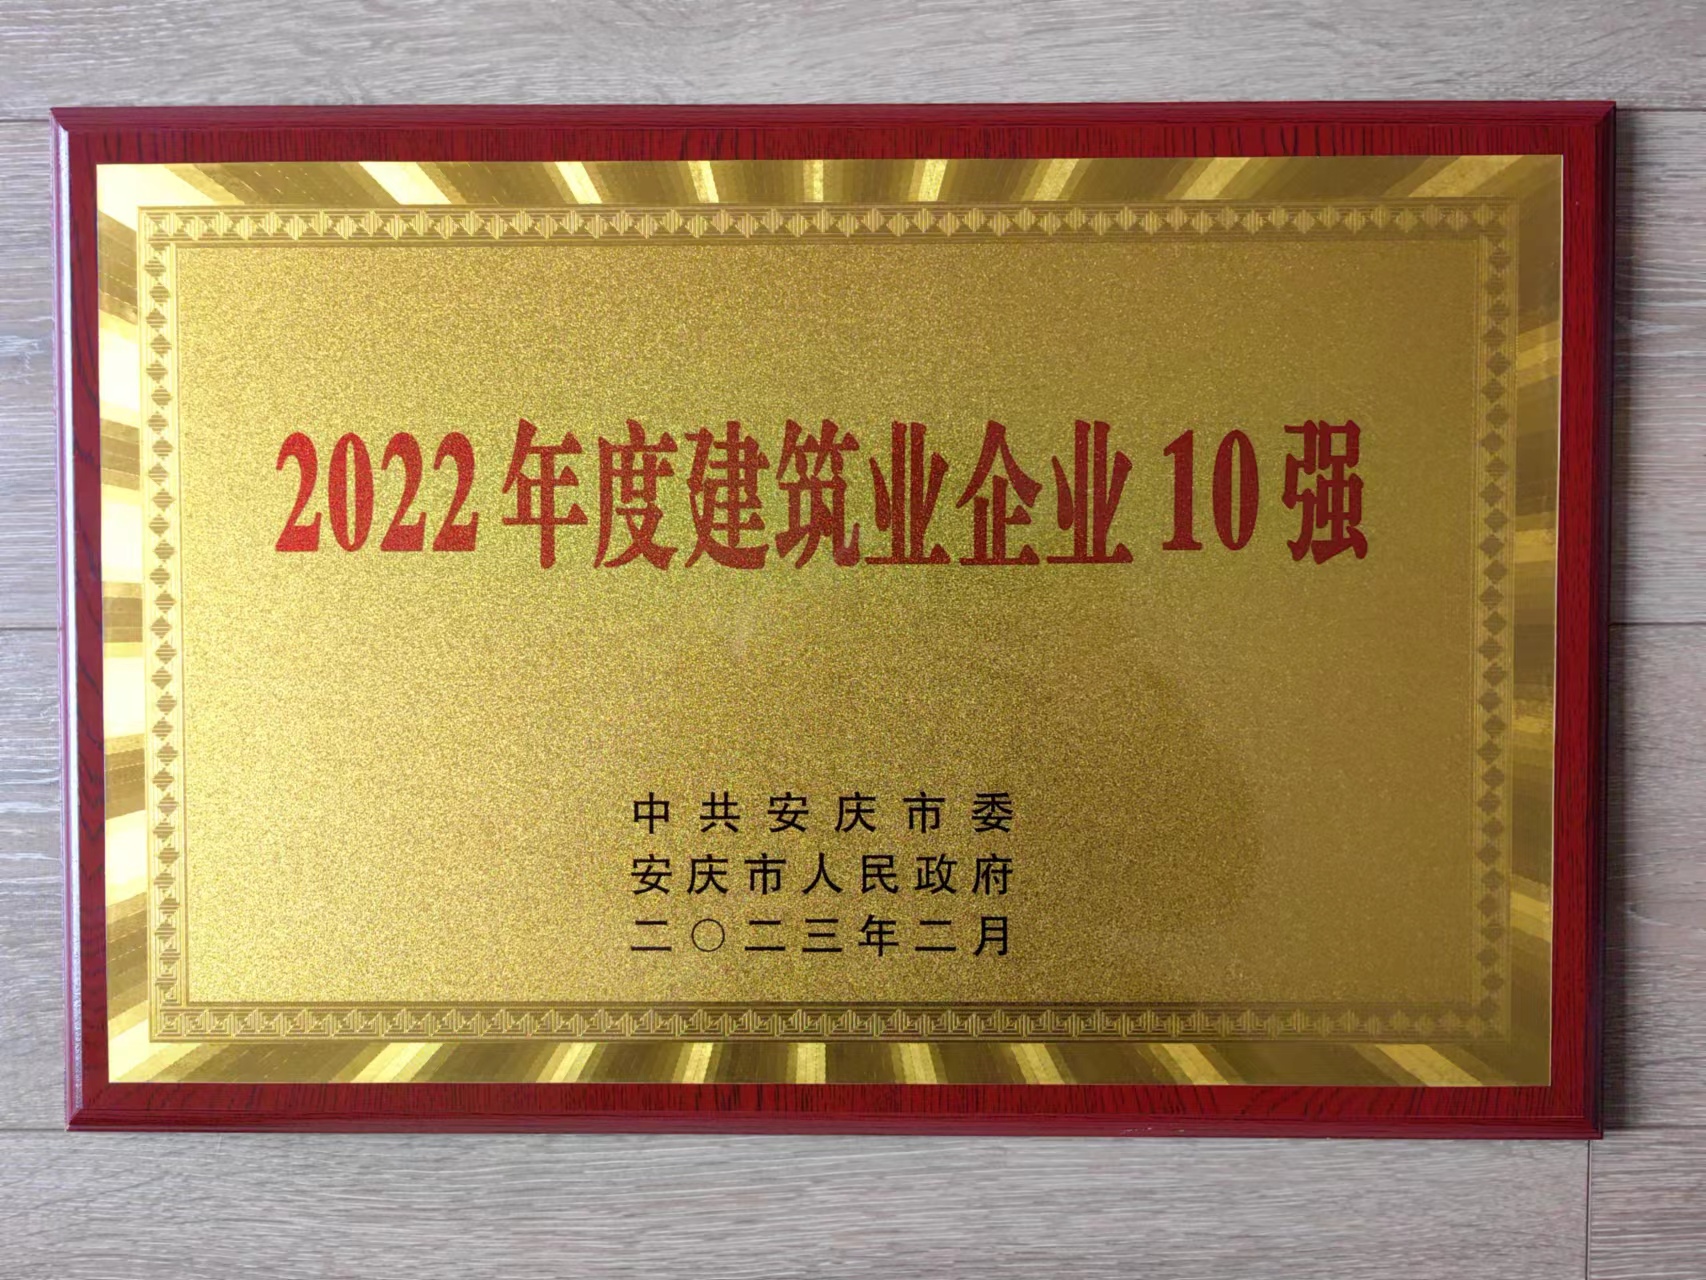 2022年度建筑业企业10强
中共安庆市委
安庆市人民政府
二〇二三年二月